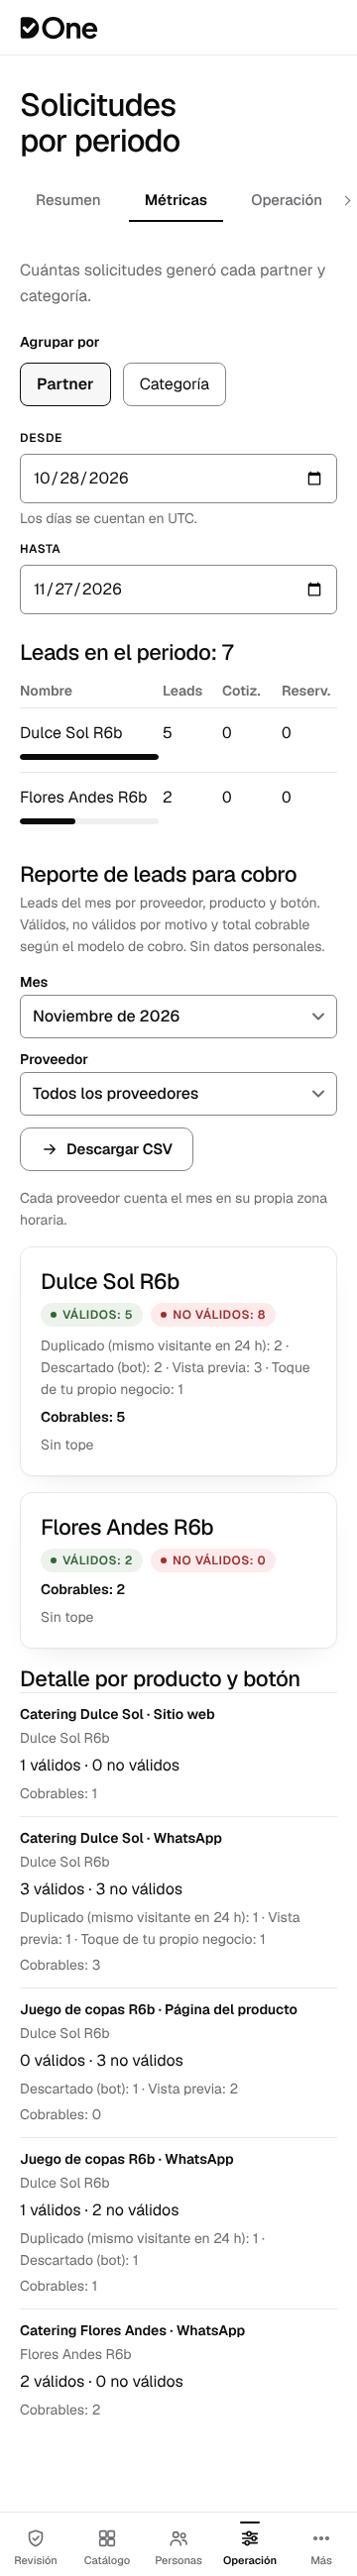 One
Solicitudes
por periodo
Resumen
Métricas
Operación
Cuántas solicitudes generó cada partner y
categoría.
Agrupar por
Partner
Categoría
DESDE
10/28/2026
Los días se cuentan en UTC.
HASTA
11/27/2026
Leads en el periodo: 7
Nombre Leads Cotiz. Reserv.
Dulce Sol R6b 5 0 0
Flores Andes R6b 2 0 0
Reporte de leads para cobro
Leads del mes por proveedor, producto y botón.
Válidos, no válidos por motivo y total cobrable
según el modelo de cobro. Sin datos personales.
Mes
Noviembre de 2026
Proveedor
Todos los proveedores
→ Descargar CSV
Cada proveedor cuenta el mes en su propia zona
horaria.
Dulce Sol R6b
VÁLIDOS: 5
NO VÁLIDOS: 8
Duplicado (mismo visitante en 24 h): 2 ·
Descartado (bot): 2 · Vista previa: 3 · Toque
de tu propio negocio: 1
Cobrables: 5
Sin tope
Flores Andes R6b
VÁLIDOS: 2
NO VÁLIDOS: 0
Cobrables: 2
Sin tope
Detalle por producto y botón
Catering Dulce Sol · Sitio web
Dulce Sol R6b
1 válidos · 0 no válidos
Cobrables: 1
Catering Dulce Sol · WhatsApp
Dulce Sol R6b
3 válidos · 3 no válidos
Duplicado (mismo visitante en 24 h): 1 · Vista
previa: 1 · Toque de tu propio negocio: 1
Cobrables: 3
Juego de copas R6b · Página del producto
Dulce Sol R6b
0 válidos · 3 no válidos
Descartado (bot): 1 · Vista previa: 2
Cobrables: 0
Juego de copas R6b · WhatsApp
Dulce Sol R6b
1 válidos · 2 no válidos
Duplicado (mismo visitante en 24 h): 1 ·
Descartado (bot): 1
Cobrables: 1
Catering Flores Andes · WhatsApp
Flores Andes R6b
2 válidos · 0 no válidos
Cobrables: 2
Revisión
Catálogo
Personas
Operación
Más